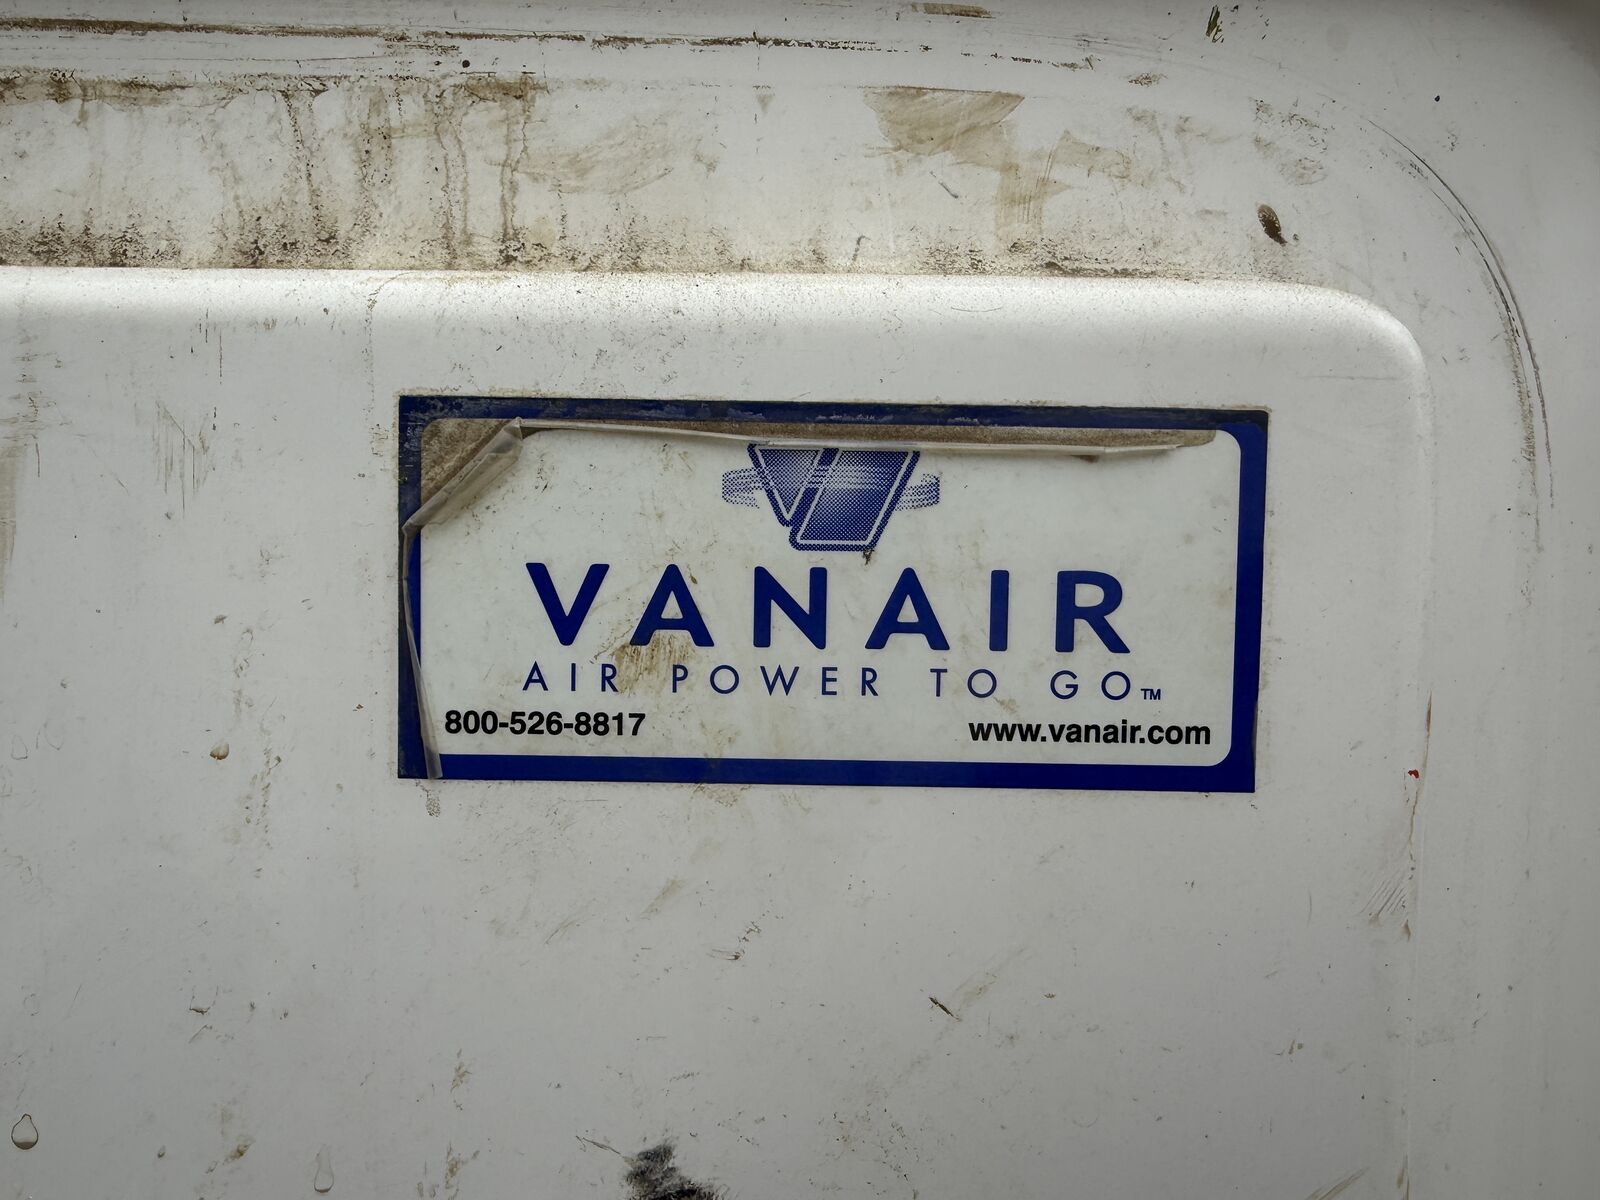 VANAIR
AIR POWER TO GO™
800-526-8817
www.vanair.com